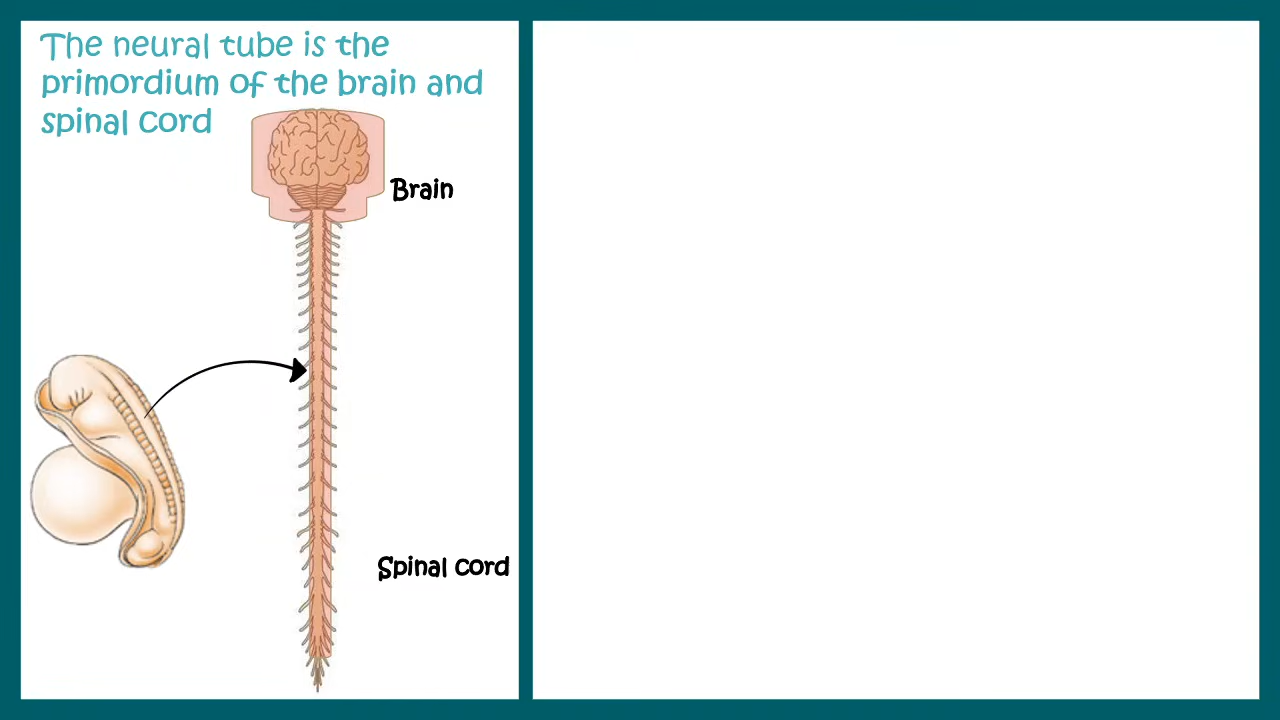 The neural tube is the
primordium of the brain and
spinal cord
Brain
Spinal cord